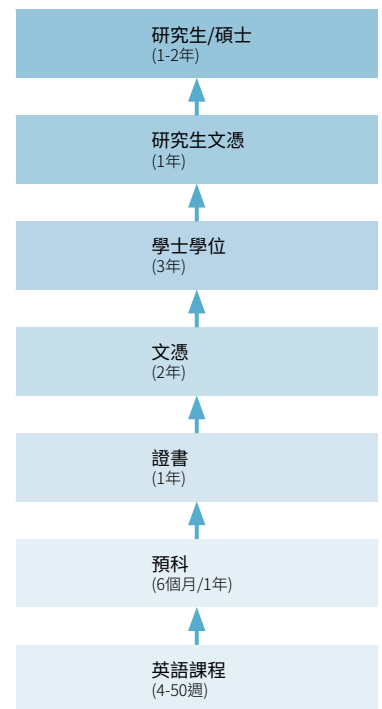 研究生/碩士
(1-2年)
研究生文憑
(1年)
學士學位
(3年)
文憑
(2年)
證書
(1年)
預科
(6個月/1年)
英語課程
(4-50週)